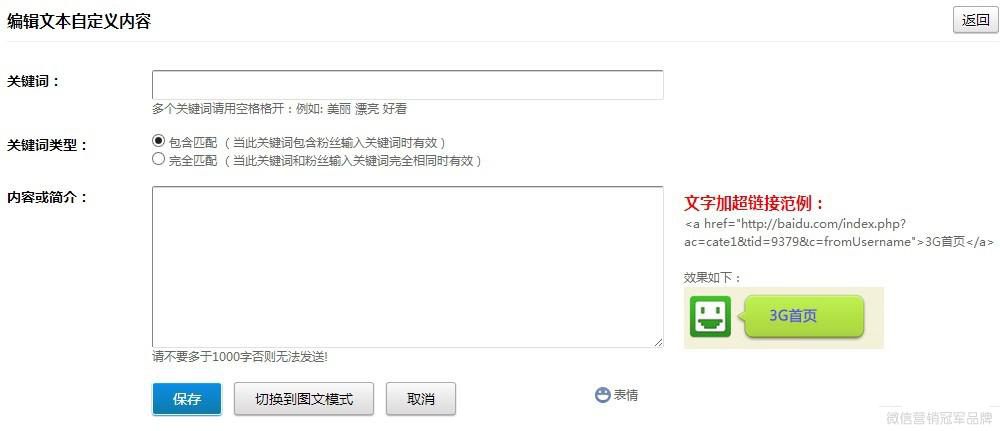 编辑文本自定义内容
返回
关键词：
多个关键词请用空格格开：例如: 美丽 漂亮 好看
关键词类型：
包含匹配 （当此关键词包含粉丝输入关键词时有效）
完全匹配 （当此关键词和粉丝输入关键词完全相同时有效）
内容或简介：
文字加超链接范例：
<a href="http://baidu.com/index.php?
ac=cate1&tid=9379&c=fromUsername">3G首页</a>
效果如下：
3G首页
请不要多于1000字否则无法发送!
保存
切换到图文模式
取消
表情
微信营销冠军品牌